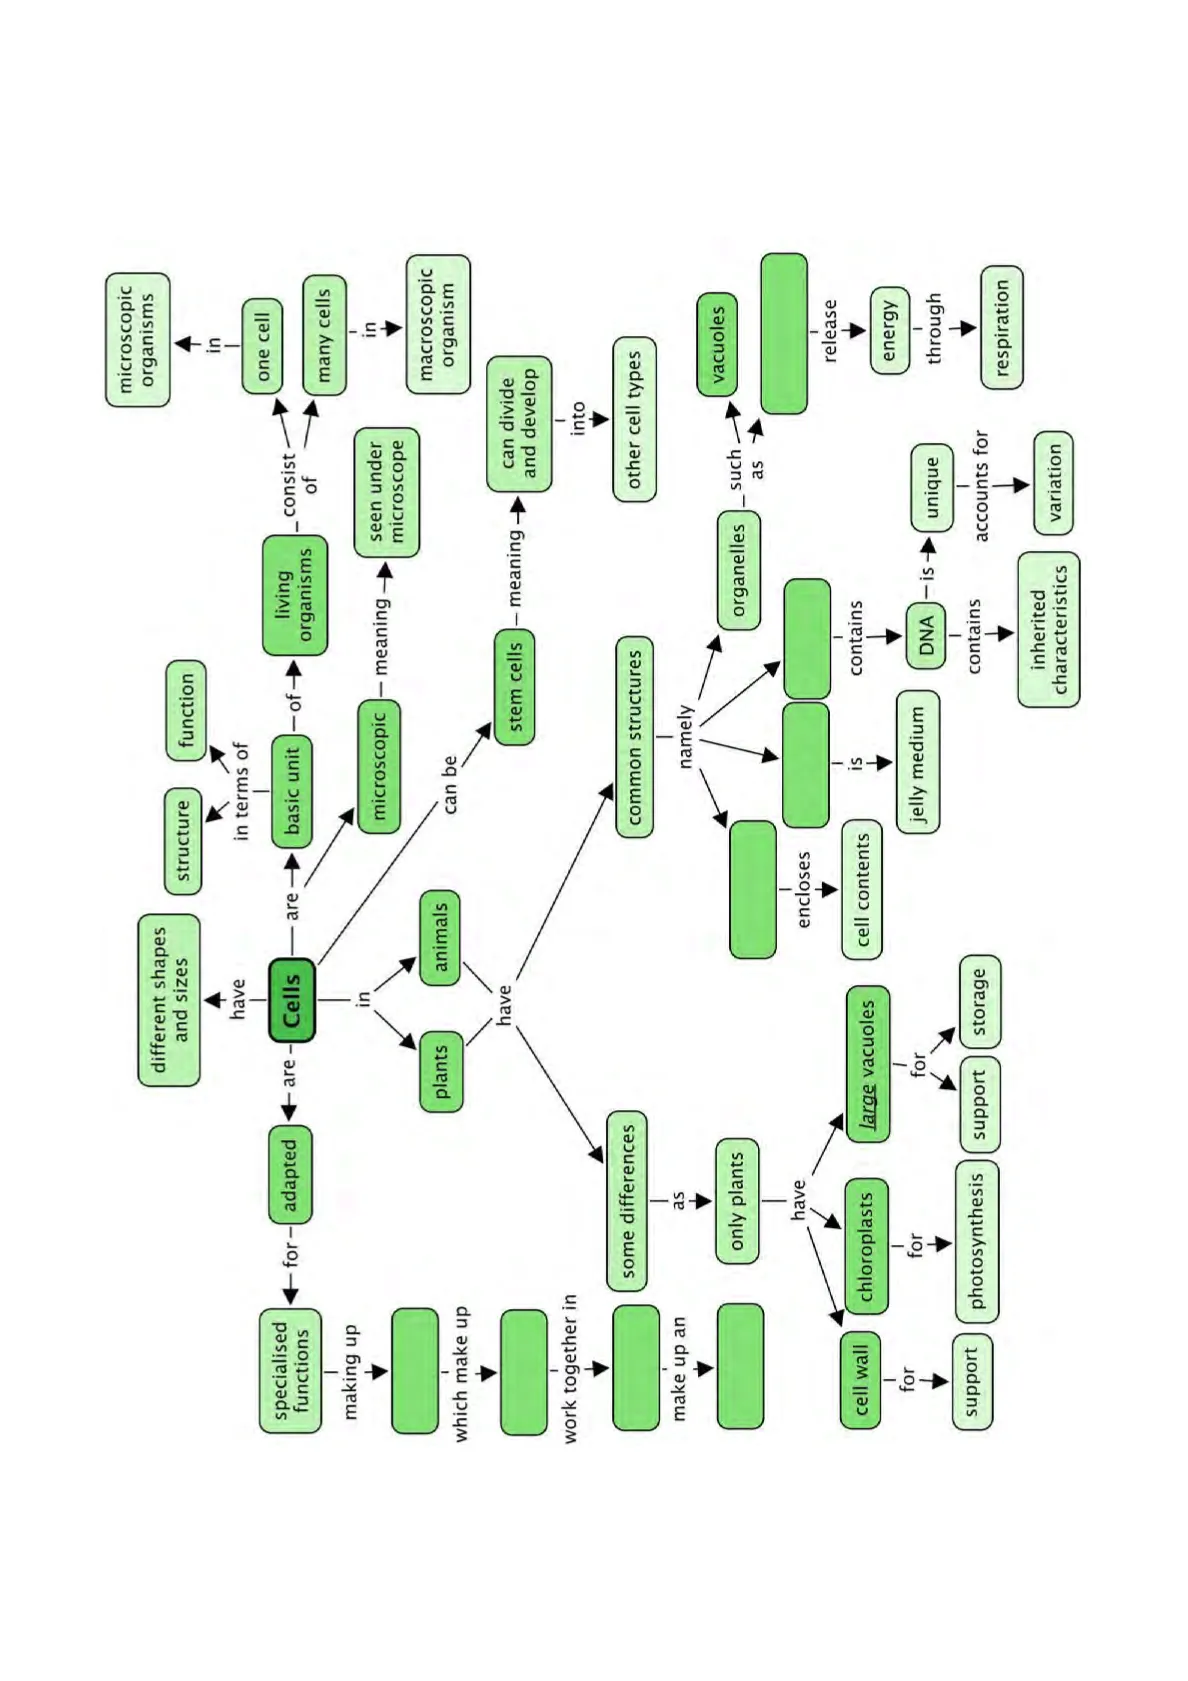 microscopic
organisms
in
one cell
many cells
in
macroscopic
organism
consist
of
living
organisms
of
function
structure
in terms of
basic unit
are
different shapes
and sizes
have
Cells
are
adapted
for
specialised
functions
making up
which make up
work together in
make up an
seen under
microscope
meaning
microscopic
can be
stem cells
meaning
can divide
and develop
into
other cell types
in
plants
animals
have
some differences
as
only plants
have
cell wall
for
support
chloroplasts
for
photosynthesis
large vacuoles
for
support
storage
common structures
namely
encloses
cell contents
is
jelly medium
contains
DNA
is
unique
accounts for
variation
contains
inherited
characteristics
organelles
such
as
vacuoles
release
energy
through
respiration